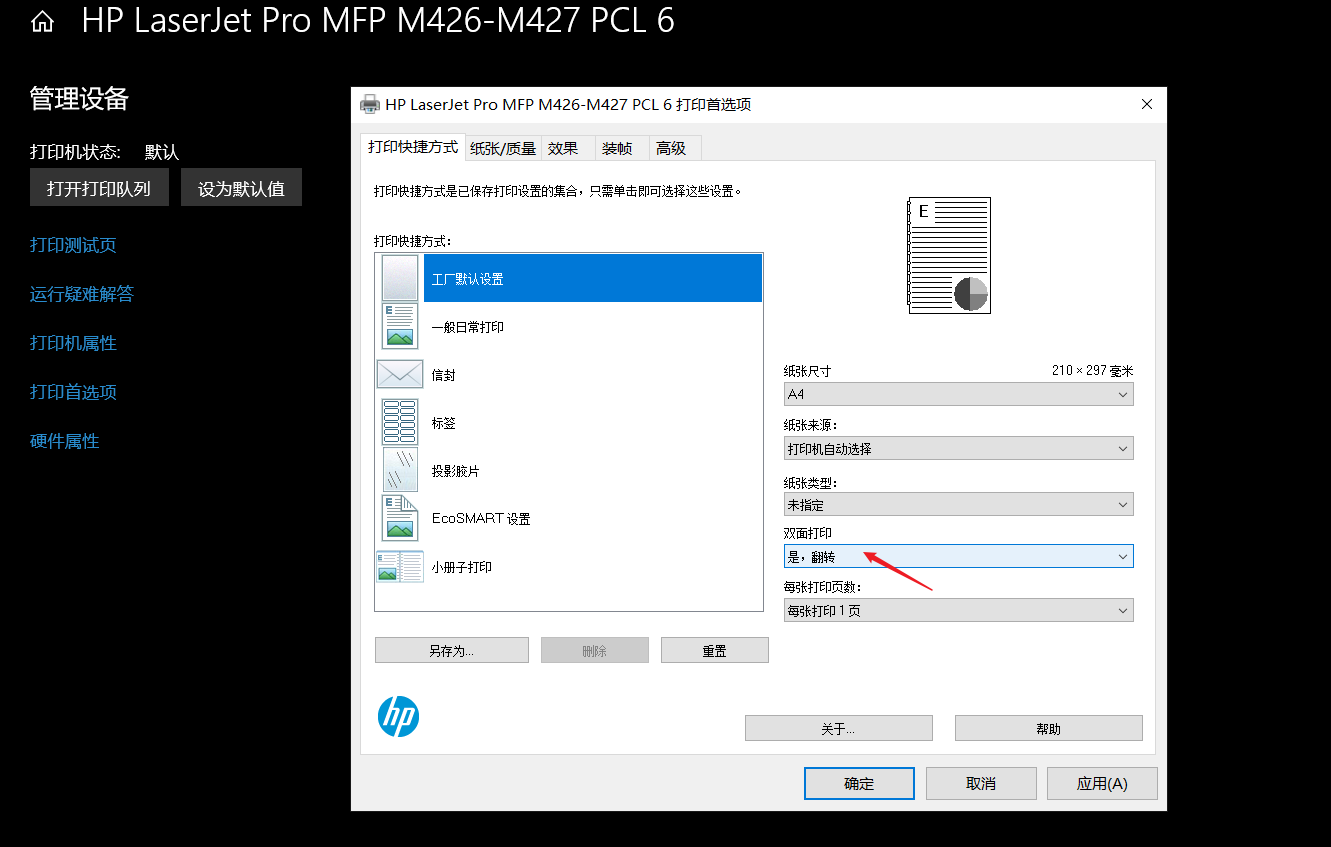 HP LaserJet Pro MFP M426-M427 PCL 6
管理设备
打印机状态: 默认
打开打印队列 设为默认值
打印测试页
运行疑难解答
打印机属性
打印首选项
硬件属性
HP LaserJet Pro MFP M426-M427 PCL 6 打印首选项
打印快捷方式 纸张/质量 效果 装帧 高级
打印快捷方式是已保存打印设置的集合，只需单击即可选择这些设置。
打印快捷方式:
工厂默认设置
一般日常打印
信封
标签
投影胶片
EcoSMART 设置
小册子打印
另存为... 删除 重置
E
纸张尺寸 210 × 297 毫米
A4
纸张来源:
打印机自动选择
纸张类型:
未指定
双面打印
是，翻转
每张打印页数:
每张打印 1 页
hp
关于... 帮助
确定 取消 应用(A)